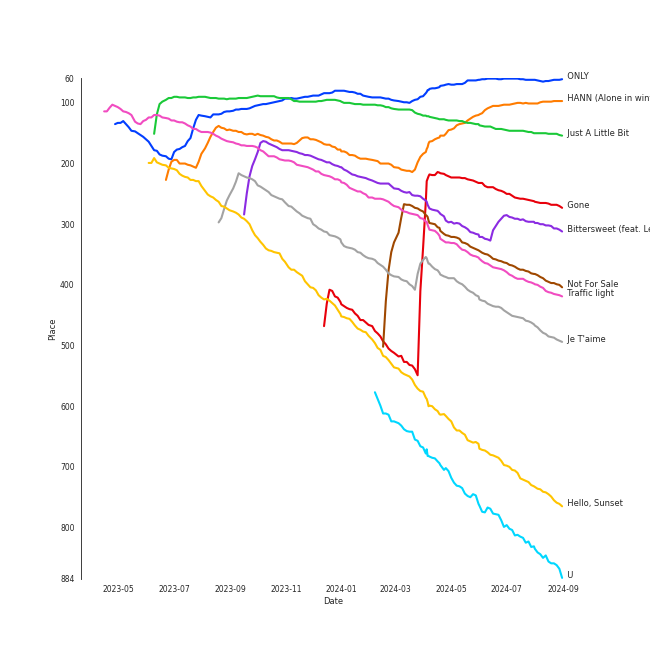 60
100
200
300
400
500
600
700
800
884
Place
ONLY
HANN (Alone in win
Just A Little Bit
Gone
Bittersweet (feat. Le
Not For Sale
Traffic light
Je T'aime
Hello, Sunset
U
2023-05
2023-07
2023-09
2023-11
2024-01
2024-03
2024-05
2024-07
2024-09
Date